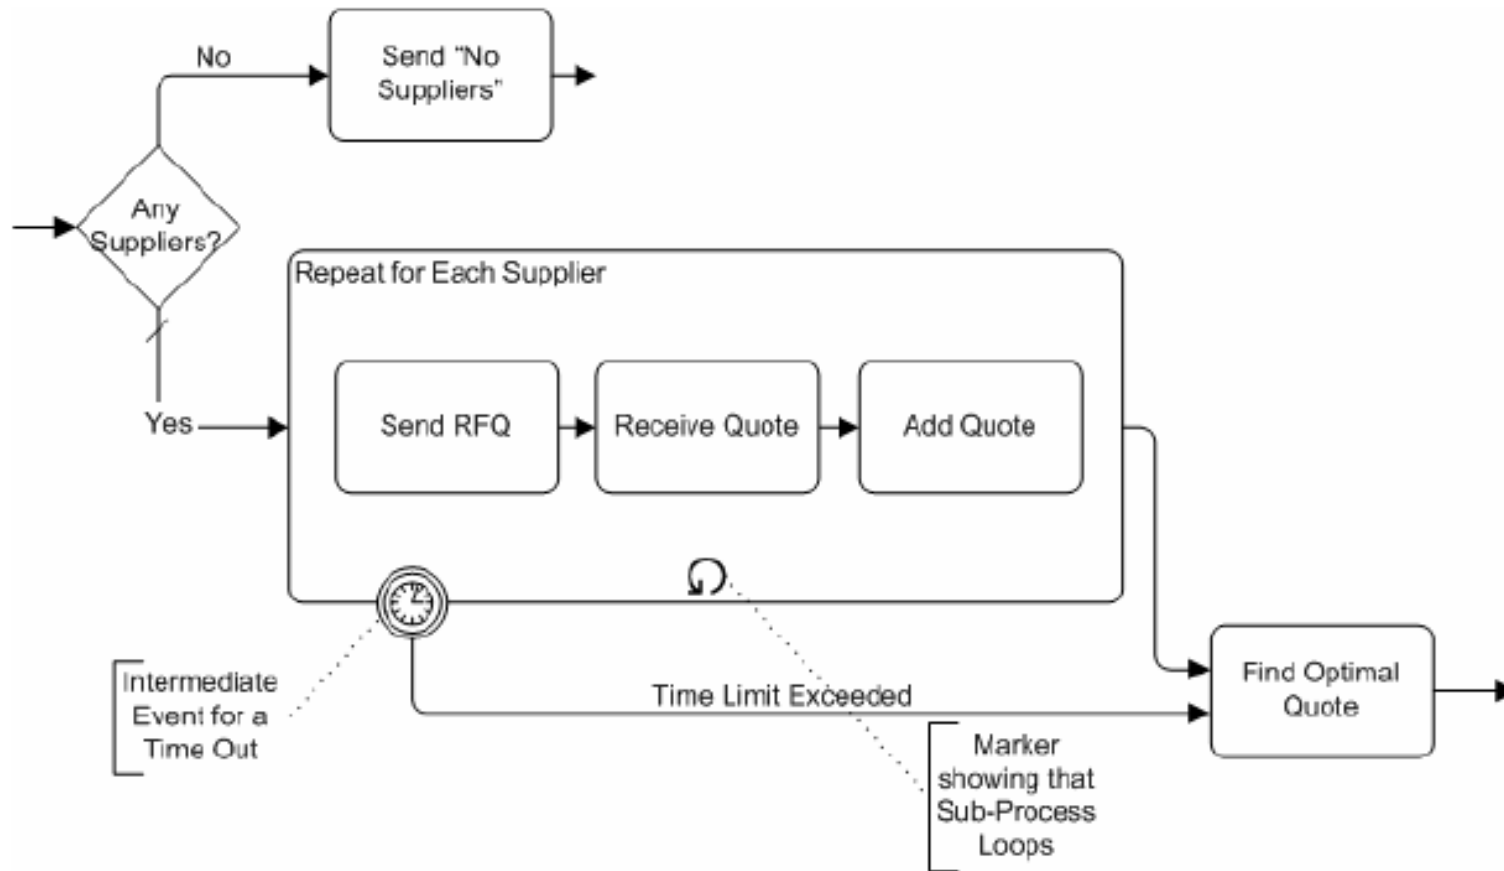 No
Send "No
Suppliers"
Any
Suppliers?
Repeat for Each Supplier
Yes
Send RFQ
Receive Quote
Add Quote
Intermediate
Event for a
Time Out
Time Limit Exceeded
Find Optimal
Quote
Marker
showing that
Sub-Process
Loops